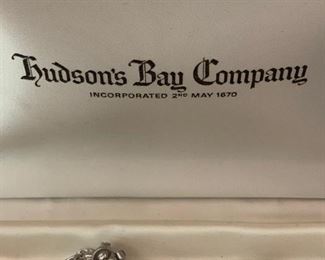 Hudson's Bay Company
INCORPORATED 2ND MAY 1670